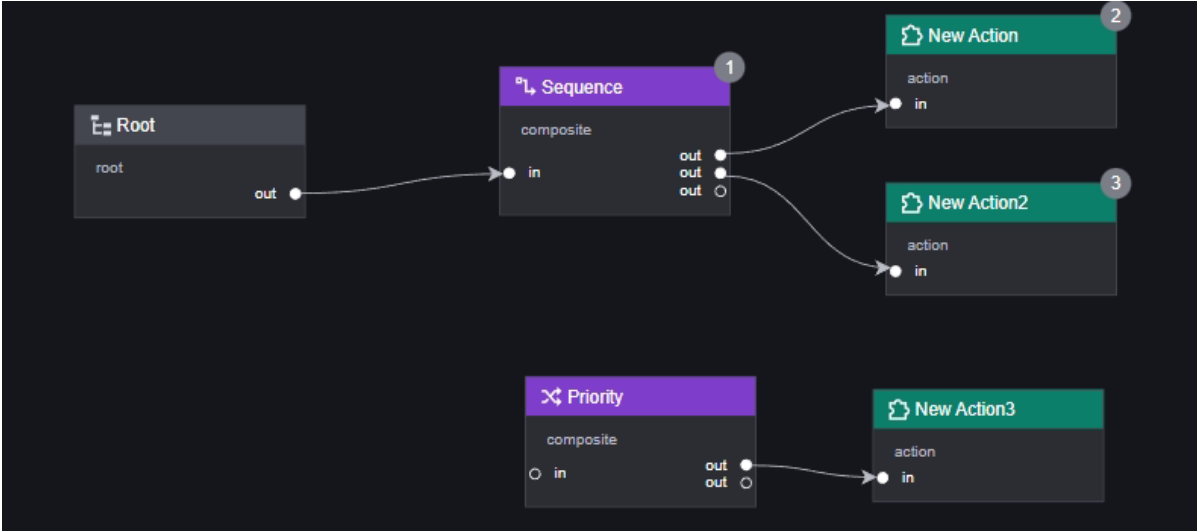 Root
root
out
1
Sequence
composite
out
in
out
out
2
New Action
action
in
3
New Action2
action
in
Priority
composite
in
out
out
New Action3
action
in